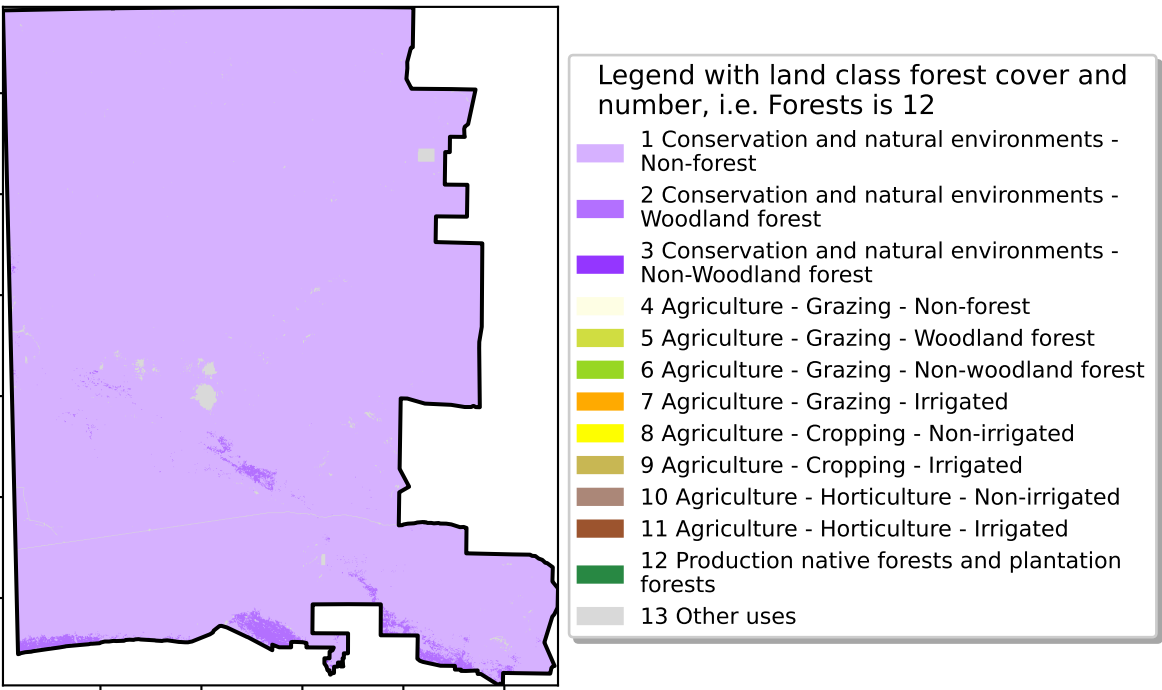 Legend with land class forest cover and
number, i.e. Forests is 12
1 Conservation and natural environments -
Non-forest
2 Conservation and natural environments -
Woodland forest
3 Conservation and natural environments -
Non-Woodland forest
4 Agriculture - Grazing - Non-forest
5 Agriculture - Grazing - Woodland forest
6 Agriculture - Grazing - Non-woodland forest
7 Agriculture - Grazing - Irrigated
8 Agriculture - Cropping - Non-irrigated
9 Agriculture - Cropping - Irrigated
10 Agriculture - Horticulture - Non-irrigated
11 Agriculture - Horticulture - Irrigated
12 Production native forests and plantation
forests
13 Other uses